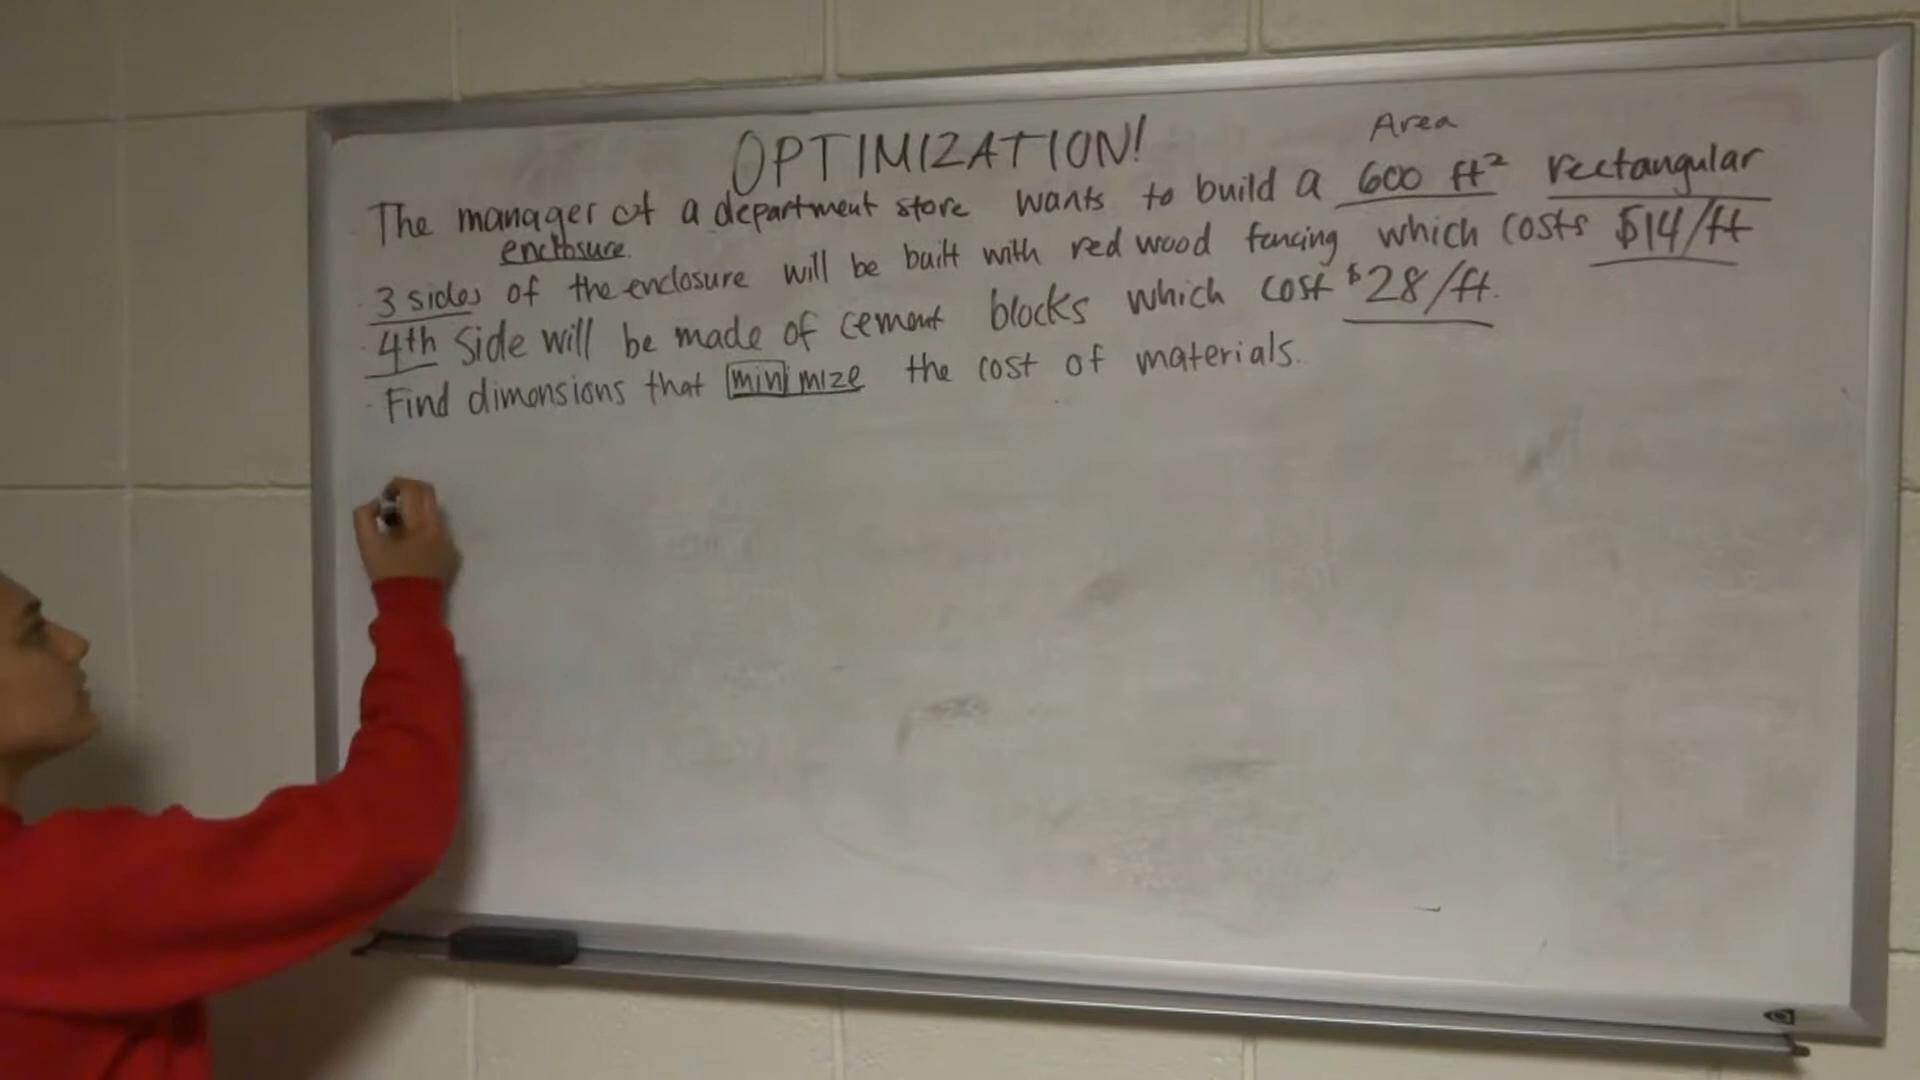 OPTIMIZATION!
Area
The manager of a department store wants to build a 600 ft² rectangular
enclosure.
· 3 sides of the enclosure will be built with red wood fencing which costs $14/ft
· 4th side will be made of cement blocks which cost $28/ft.
· Find dimensions that minimize the cost of materials.